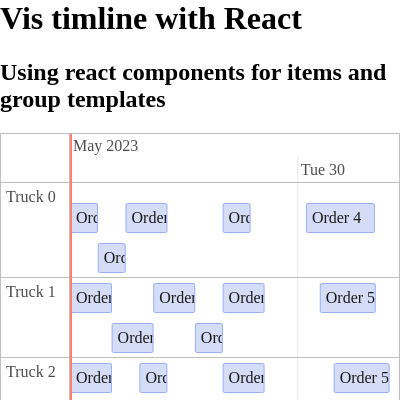 Vis timline with React
Using react components for items and
group templates
May 2023
Tue 30
Truck 0
Ord
Order
Ord
Order 4
Ord
Truck 1
Order
Order
Order
Order 5
Order
Ord
Truck 2
Order
Ord
Order
Order 5